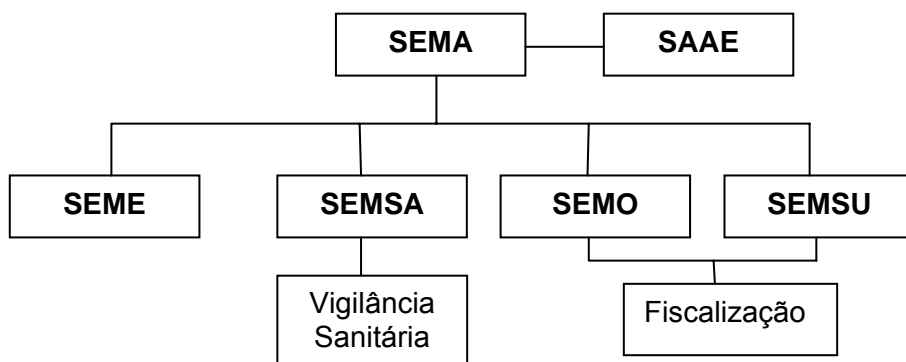 SEMA
SAAE
SEME
SEMSA
SEMO
SEMSU
Vigilância
Sanitária
Fiscalização